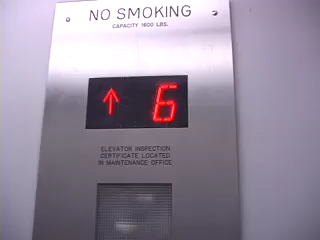 NO SMOKING
CAPACITY 1600 LBS.
↑ 6
ELEVATOR INSPECTION
CERTIFICATE LOCATED
IN MAINTENANCE OFFICE